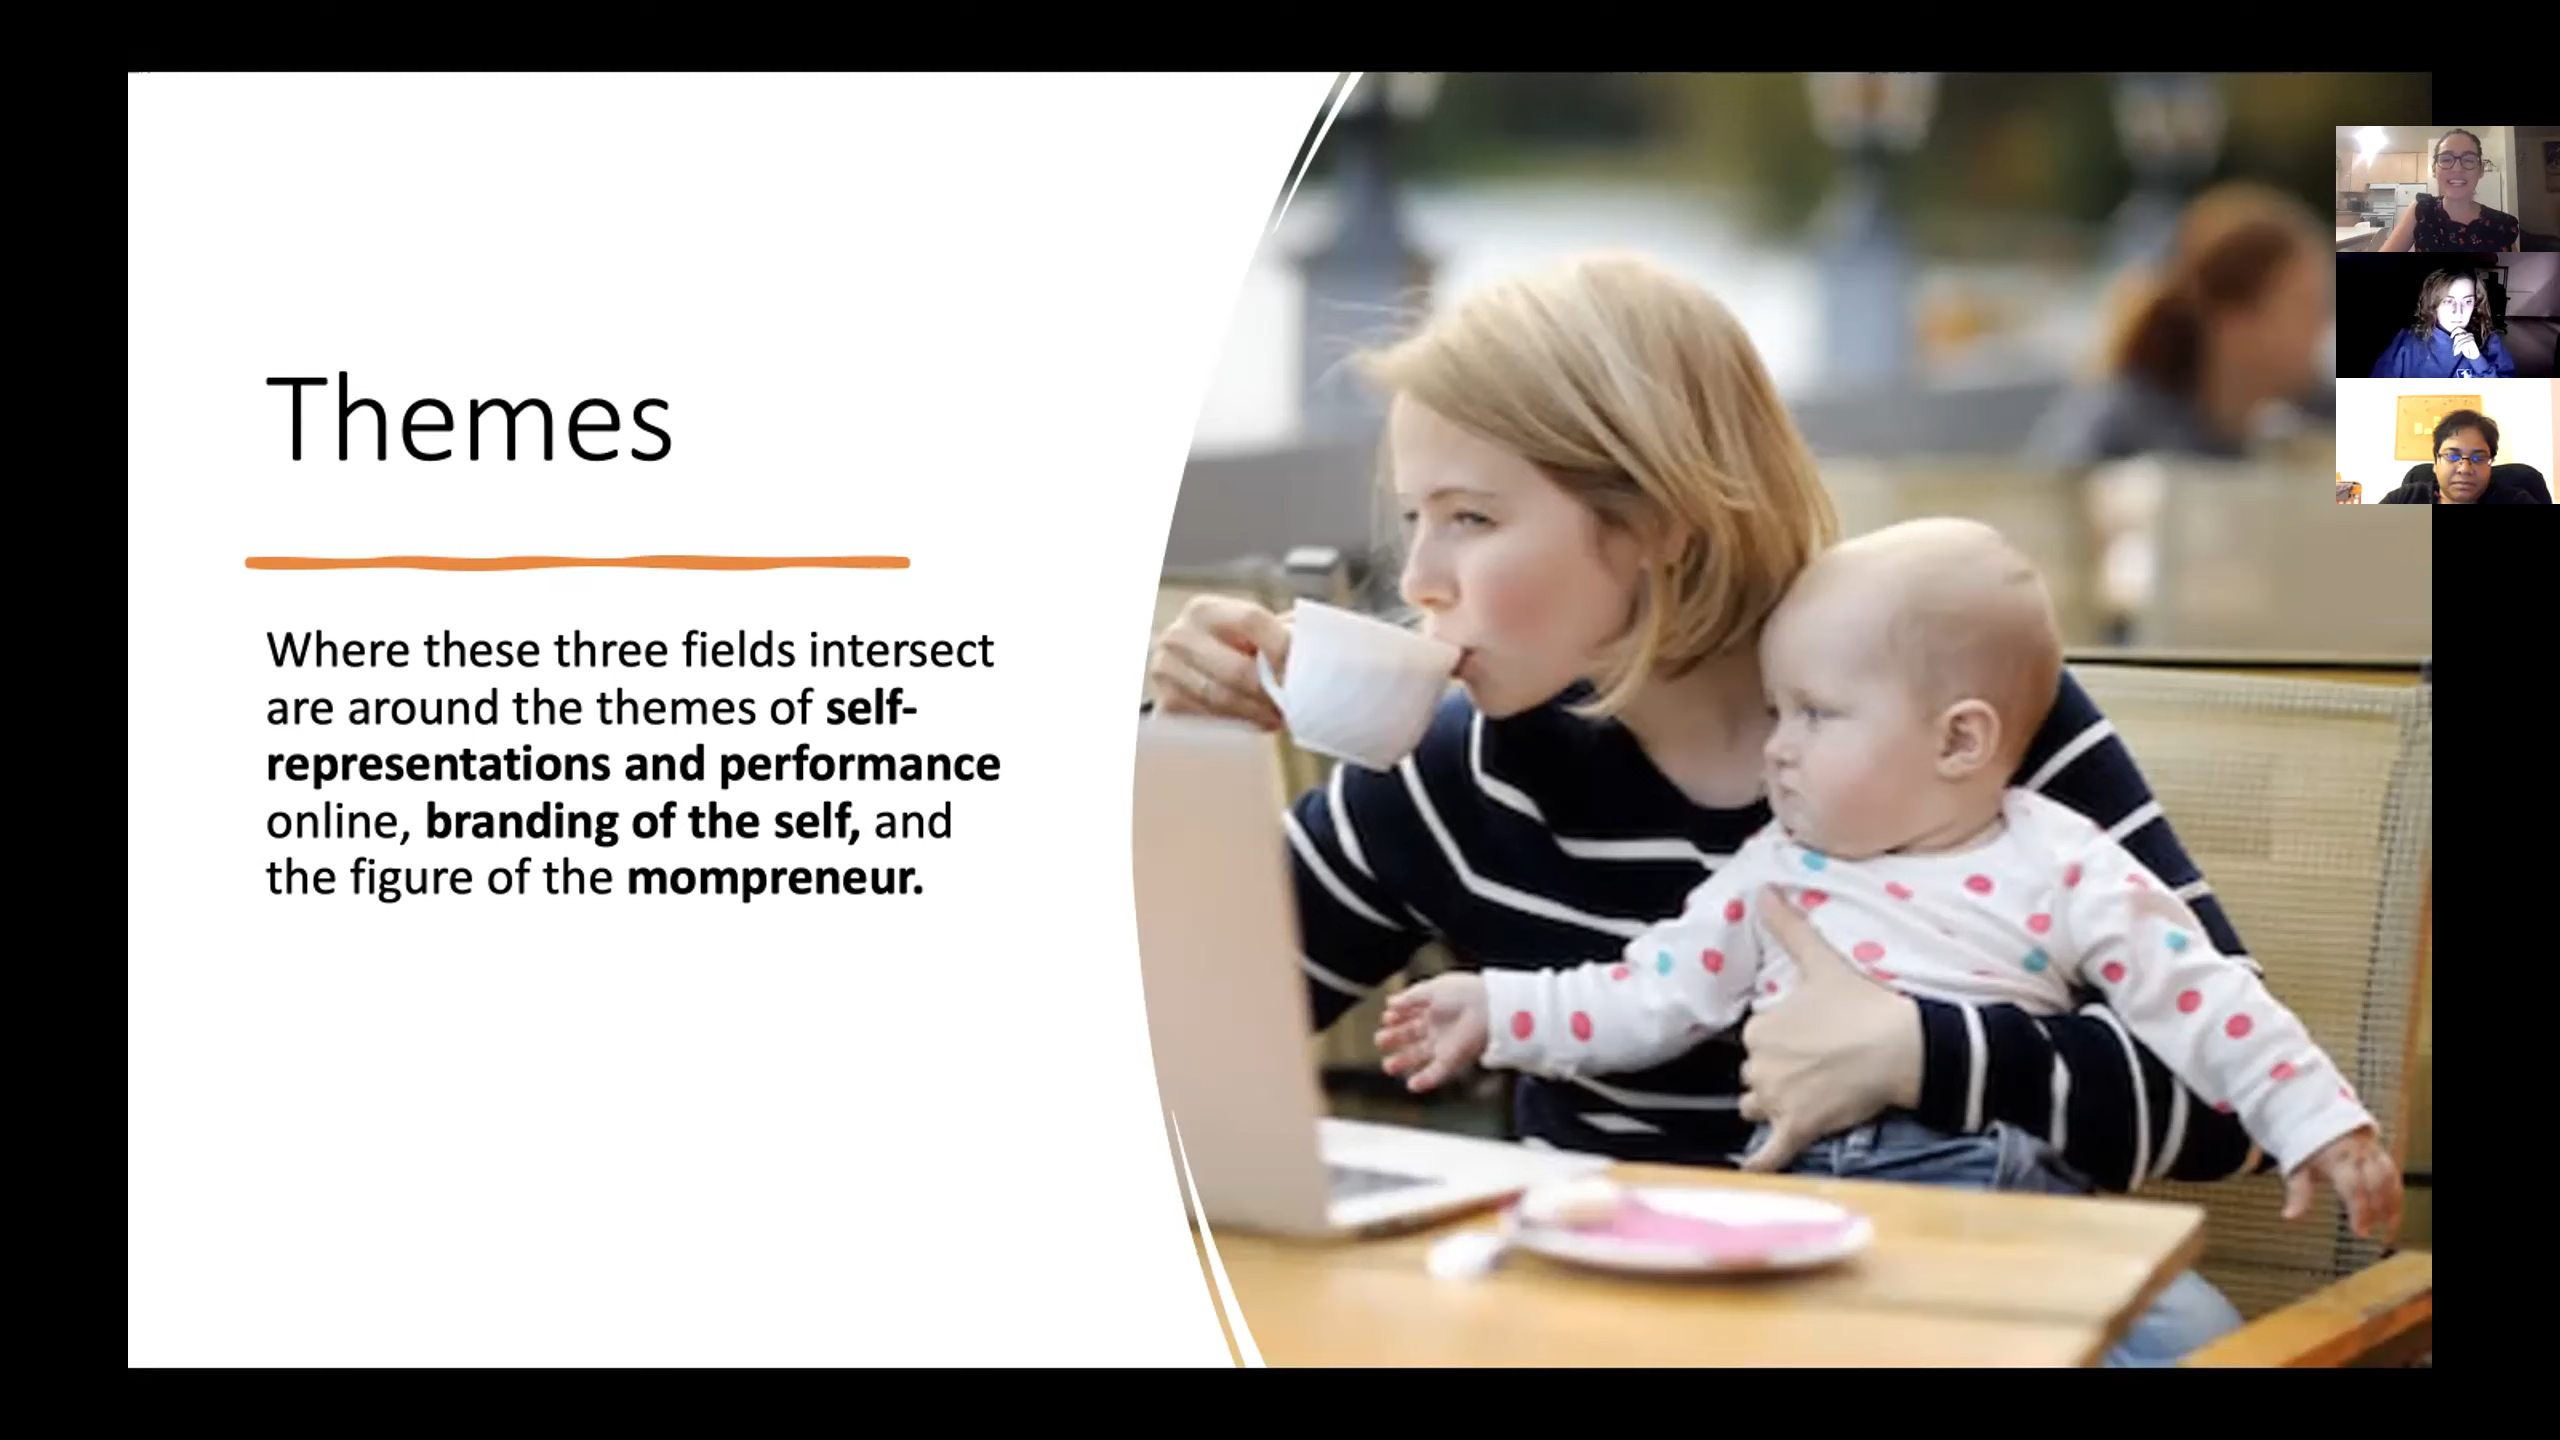 Themes
Where these three fields intersect
are around the themes of self-
representations and performance
online, branding of the self, and
the figure of the mompreneur.